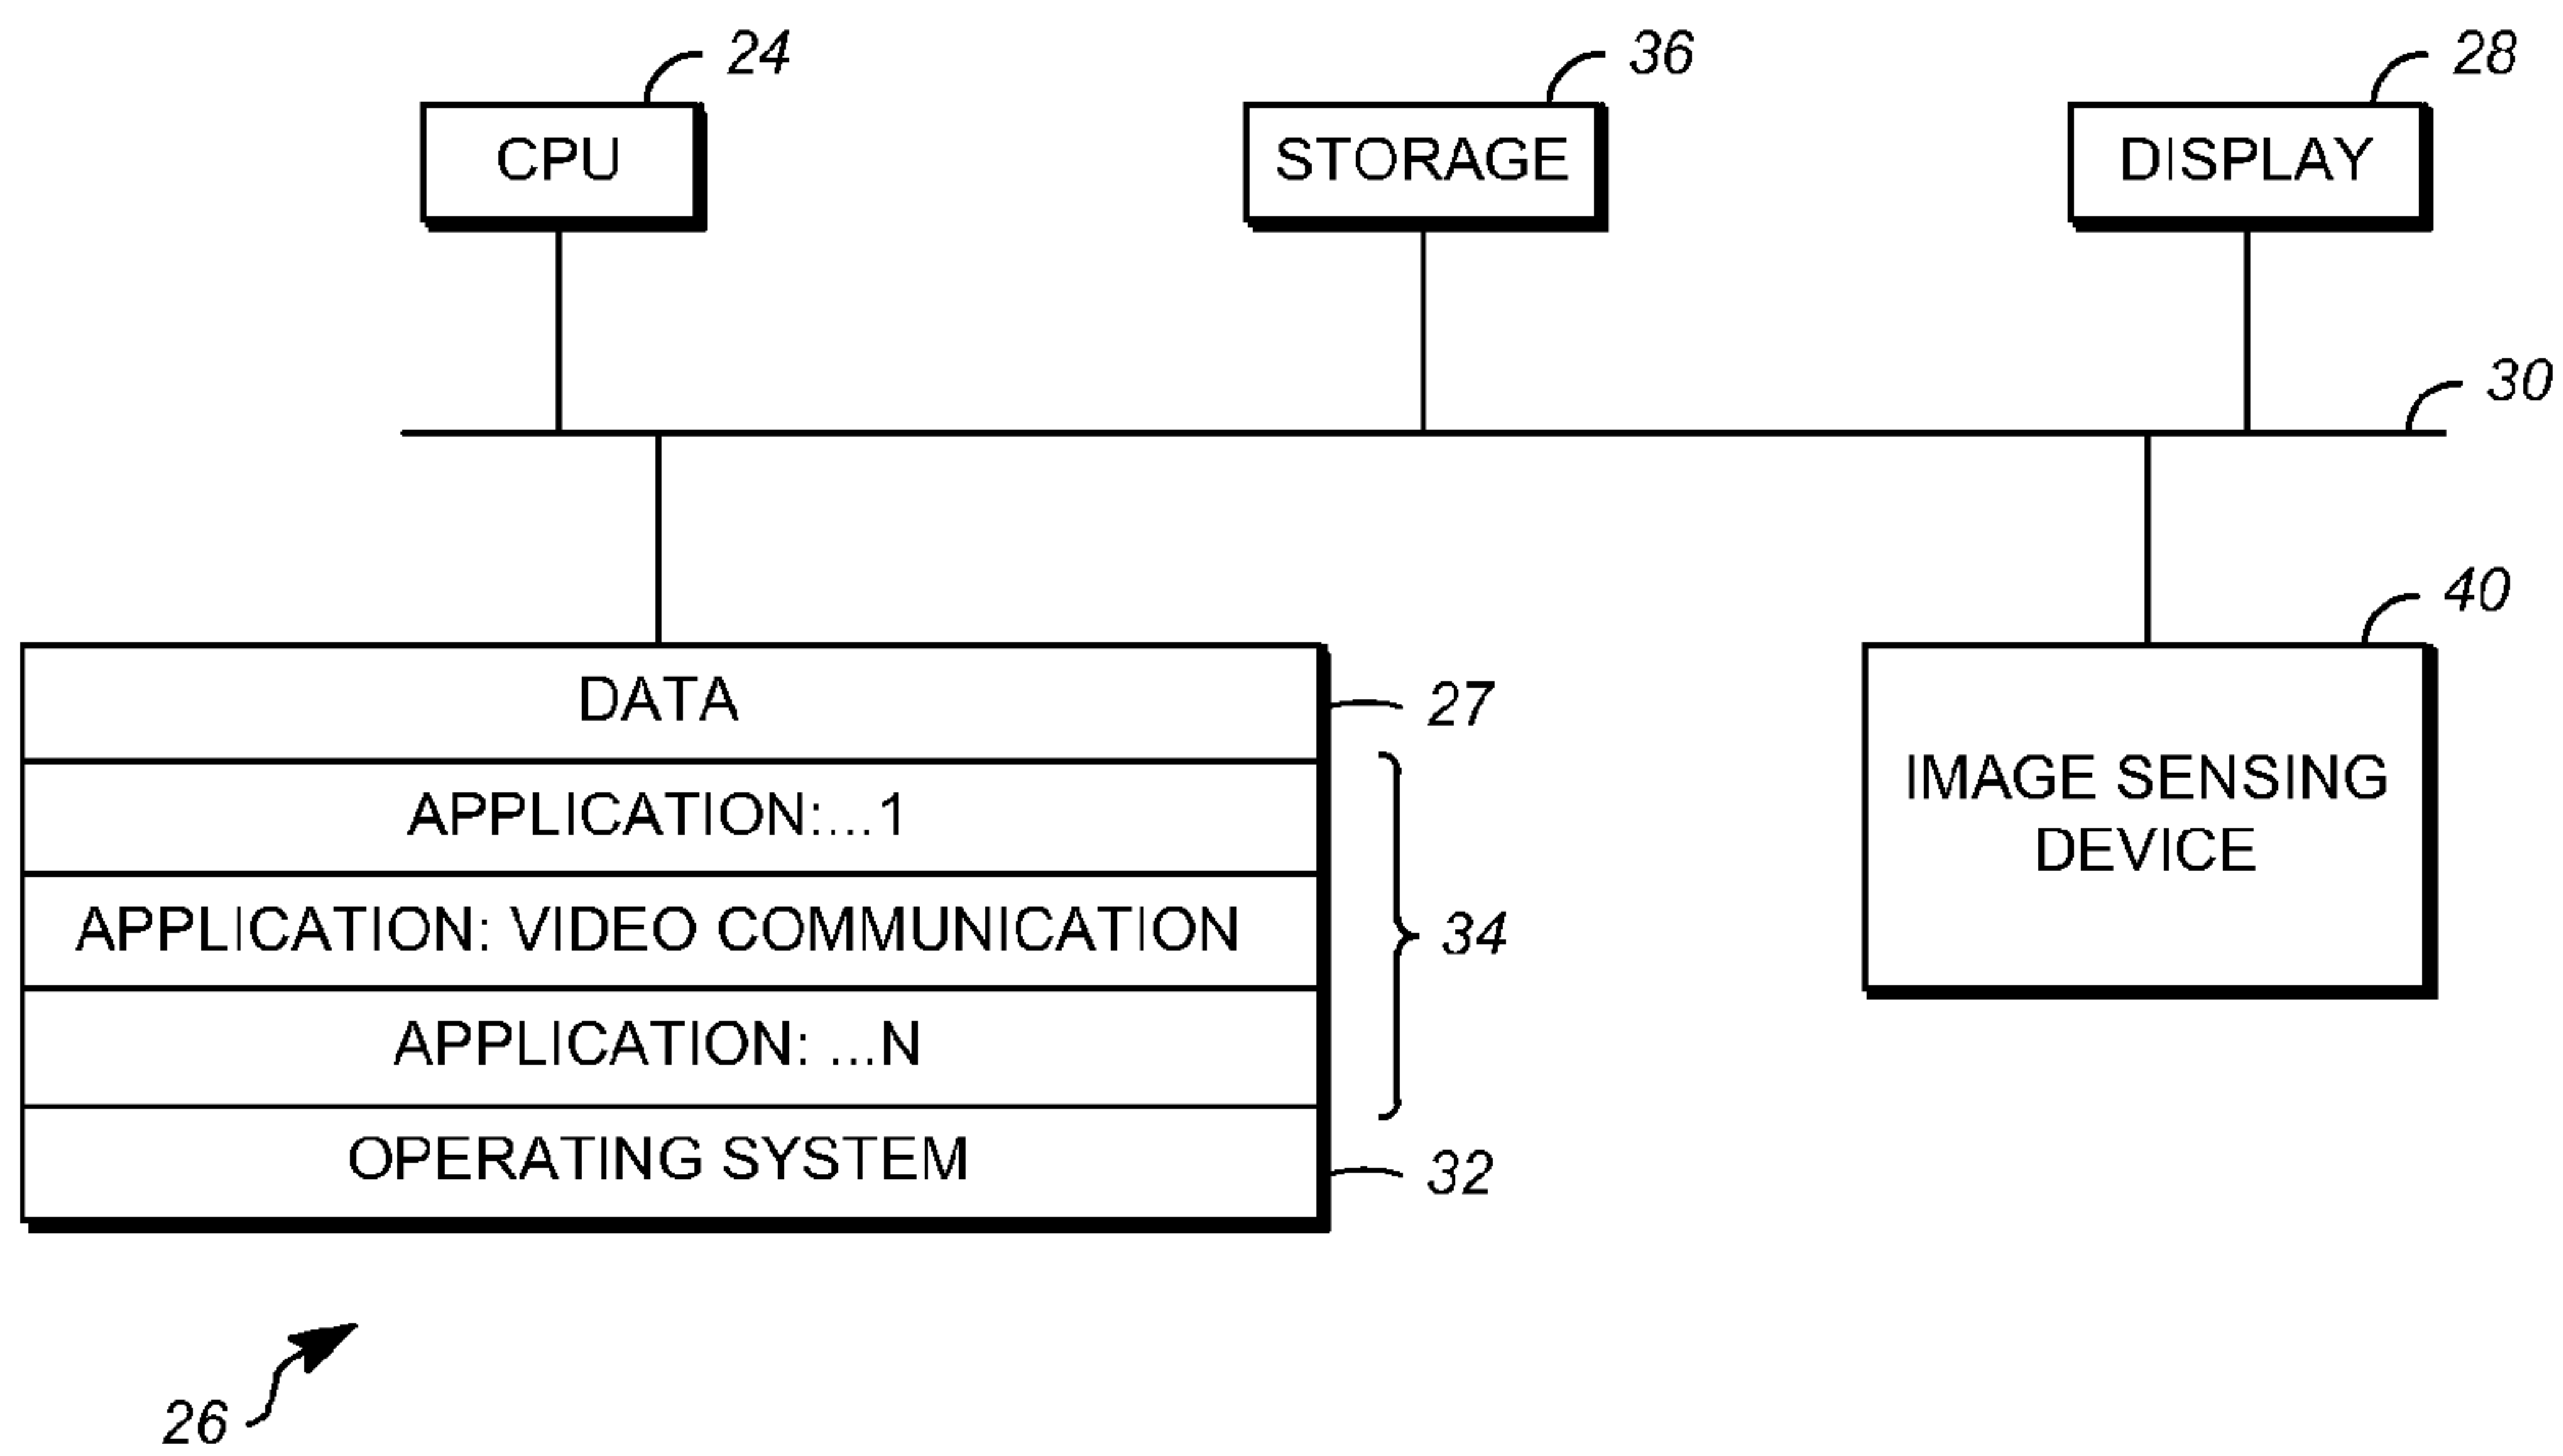 24
36
28
CPU
STORAGE
DISPLAY
30
40
DATA
27
APPLICATION:...1
IMAGE SENSING
DEVICE
APPLICATION: VIDEO COMMUNICATION
34
APPLICATION: ...N
OPERATING SYSTEM
32
26